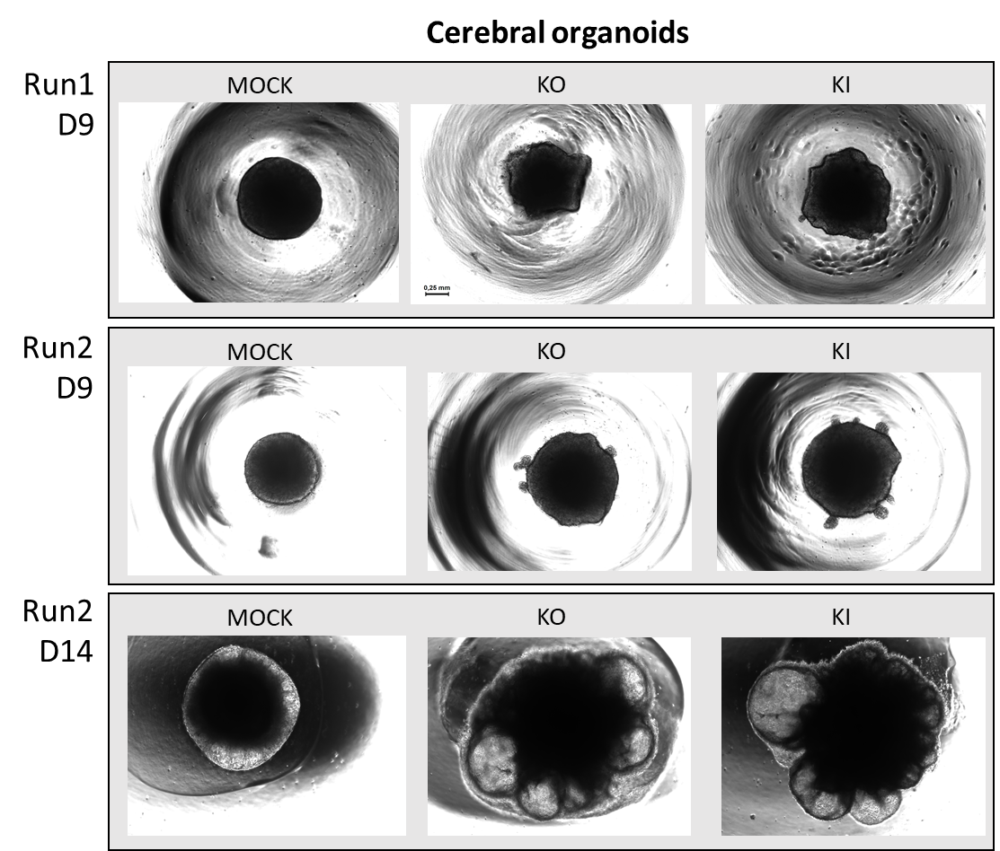 Cerebral organoids
Run1
D9
MOCK
KO
KI
0,25 mm
Run2
D9
MOCK
KO
KI
Run2
D14
MOCK
KO
KI